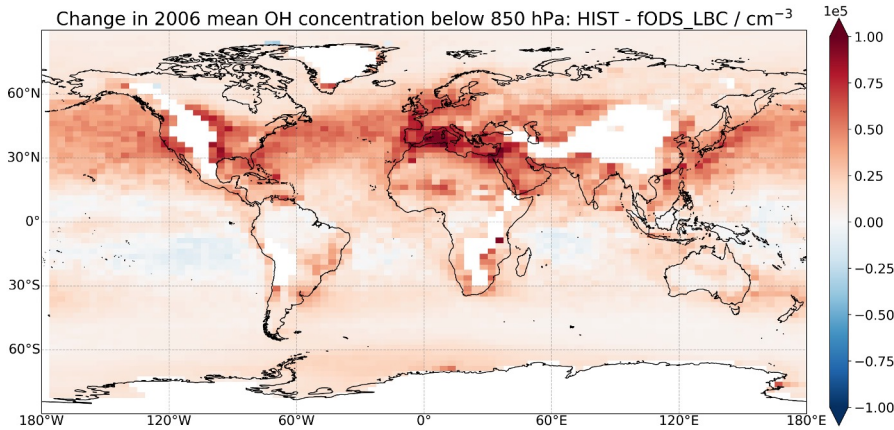 Change in 2006 mean OH concentration below 850 hPa: HIST - fODS_LBC / cm⁻³
1e5
1.00
0.75
0.50
0.25
0.00
−0.25
−0.50
−0.75
−1.00
60°N
30°N
0°
30°S
60°S
180°W 120°W 60°W 0° 60°E 120°E 180°E